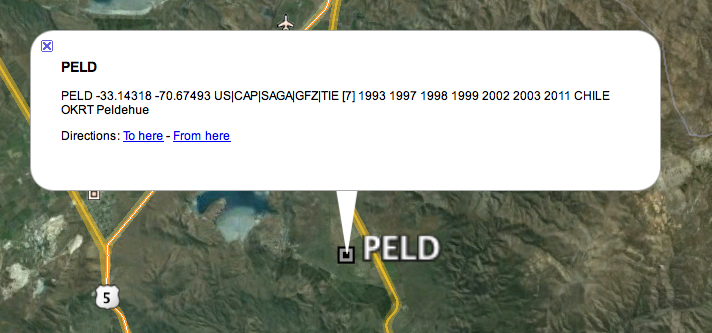 PELD
PELD -33.14318 -70.67493 US|CAP|SAGA|GFZ|TIE [7] 1993 1997 1998 1999 2002 2003 2011 CHILE
OKRT Peldehue
Directions: To here - From here
PELD
5